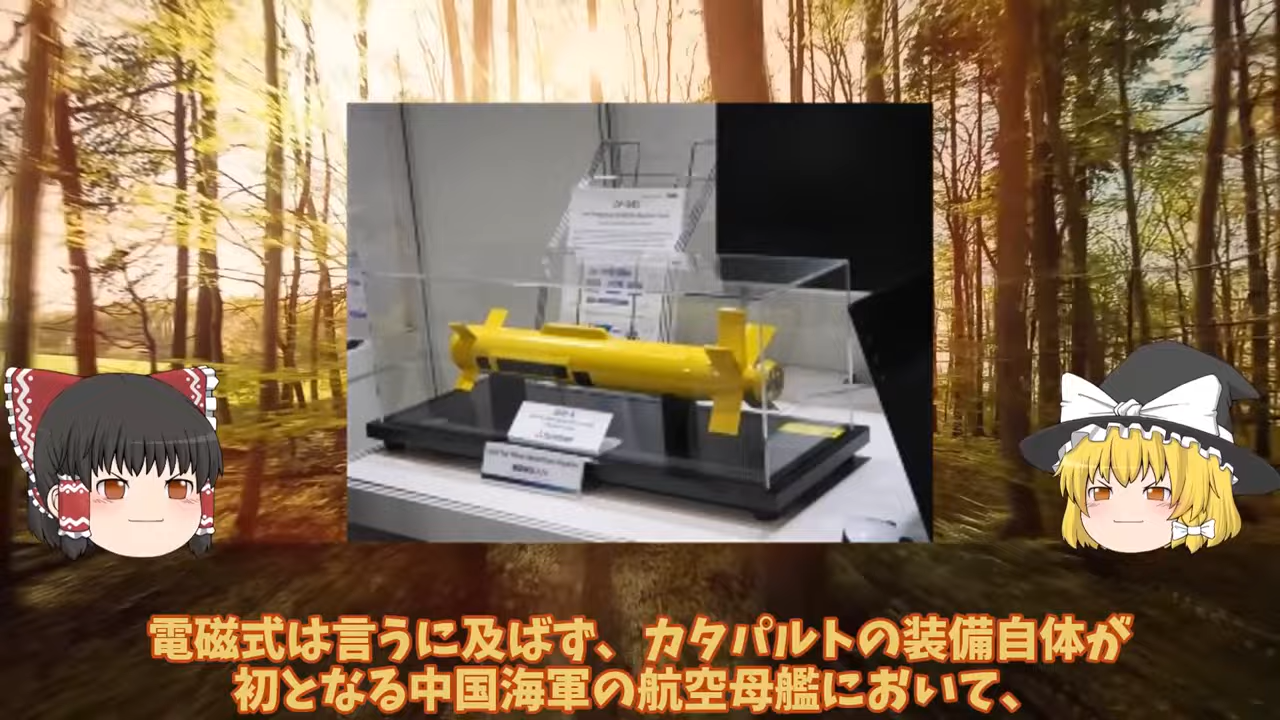 電磁式は言うに及ばず、カタパルトの装備自体が
初となる中国海軍の航空母艦において、